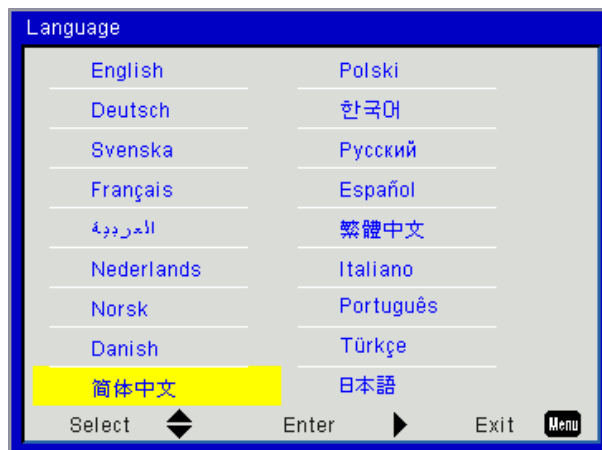 Language
English
Deutsch
Svenska
Français
العربية
Nederlands
Norsk
Danish
简体中文
Polski
한국어
Русский
Español
繁體中文
Italiano
Português
Türkçe
日本語
Select Enter Exit Menu